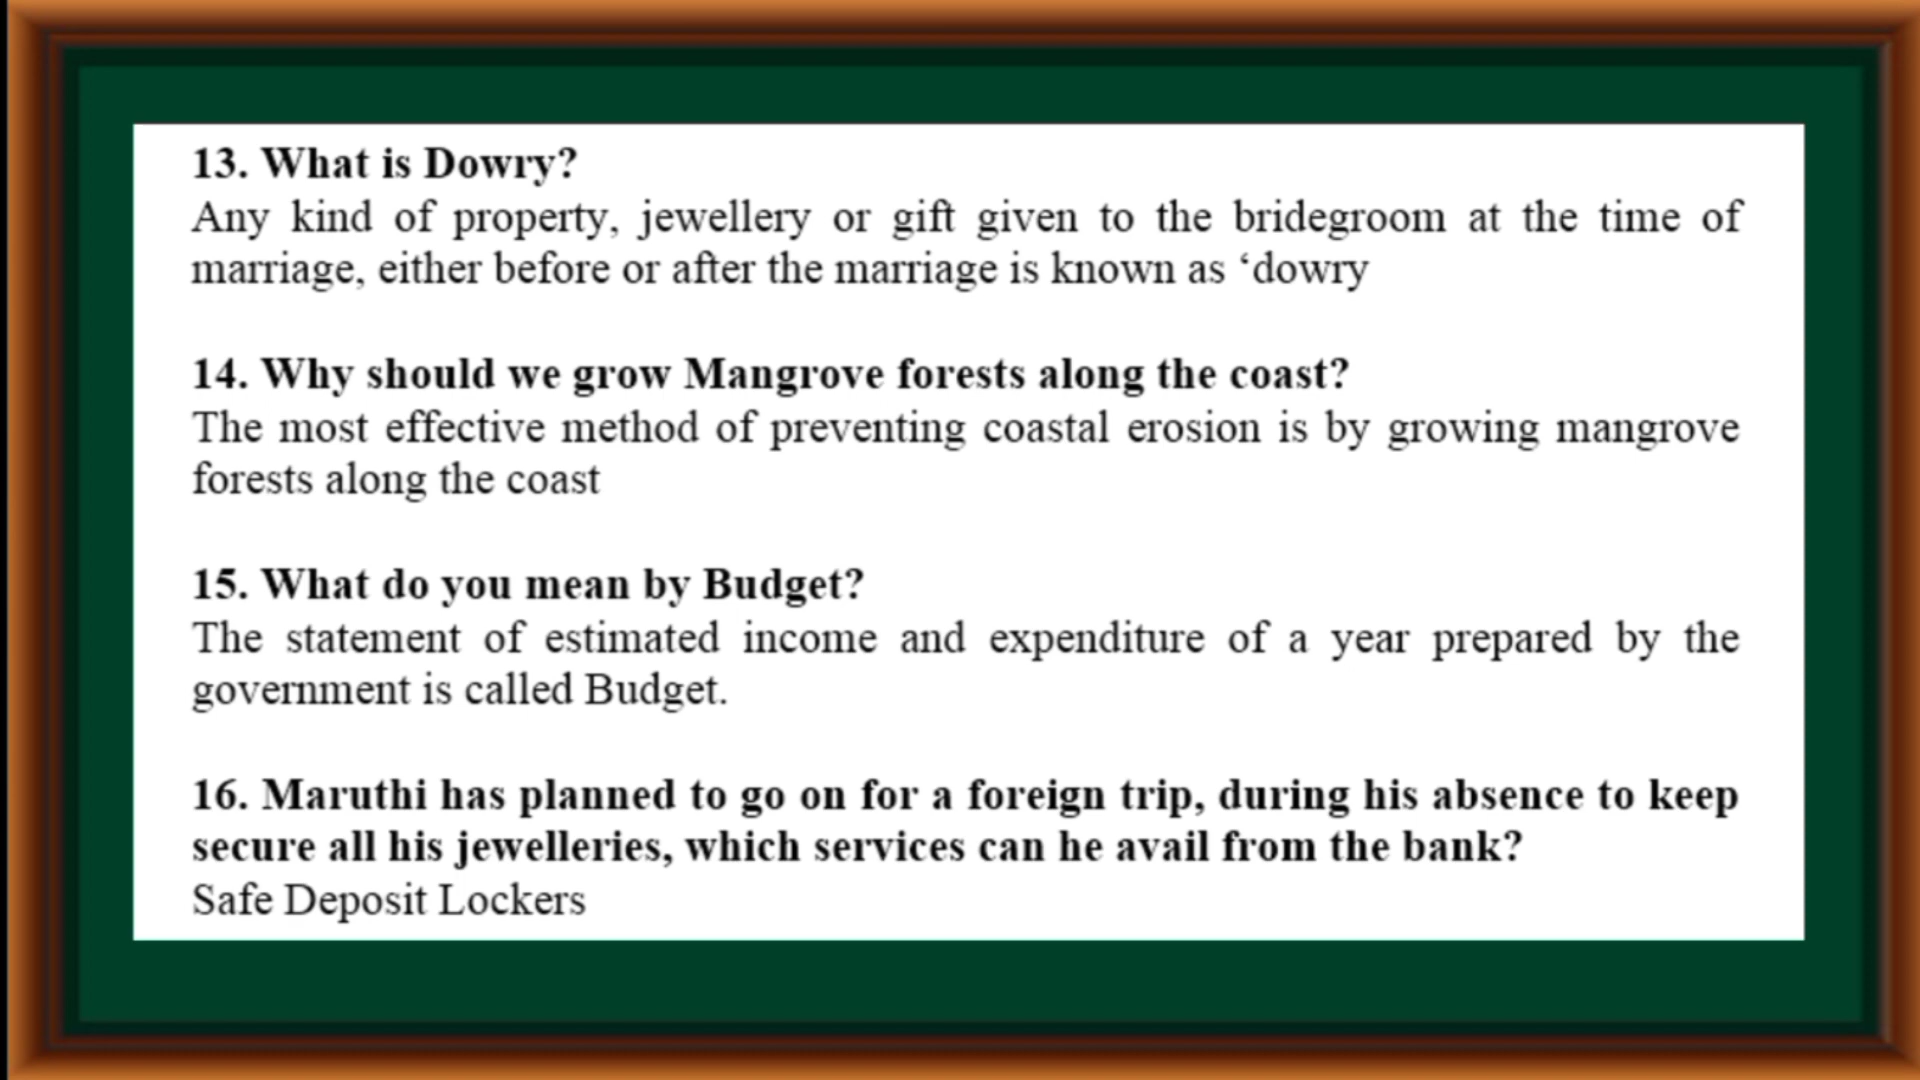 13. What is Dowry?
Any kind of property, jewellery or gift given to the bridegroom at the time of
marriage, either before or after the marriage is known as ‘dowry
14. Why should we grow Mangrove forests along the coast?
The most effective method of preventing coastal erosion is by growing mangrove
forests along the coast
15. What do you mean by Budget?
The statement of estimated income and expenditure of a year prepared by the
government is called Budget.
16. Maruthi has planned to go on for a foreign trip, during his absence to keep
secure all his jewelleries, which services can he avail from the bank?
Safe Deposit Lockers